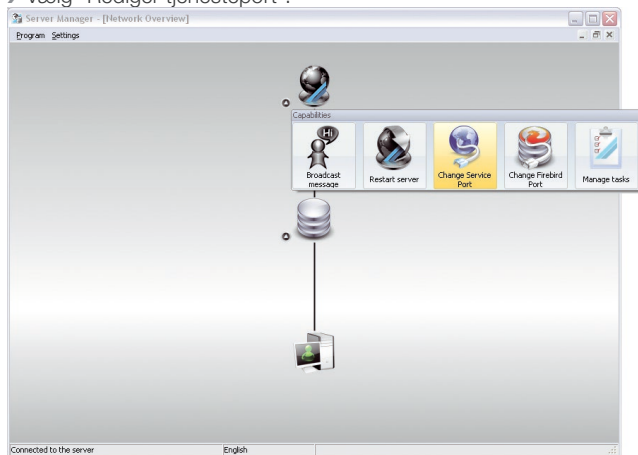 Vælg "Rediger tjenesteport".
Server Manager - [Network Overview]
Program Settings
Capabilities
Hi
Broadcast message
Restart server
Change Service Port
Change Firebird Port
Manage tasks
Connected to the server
English